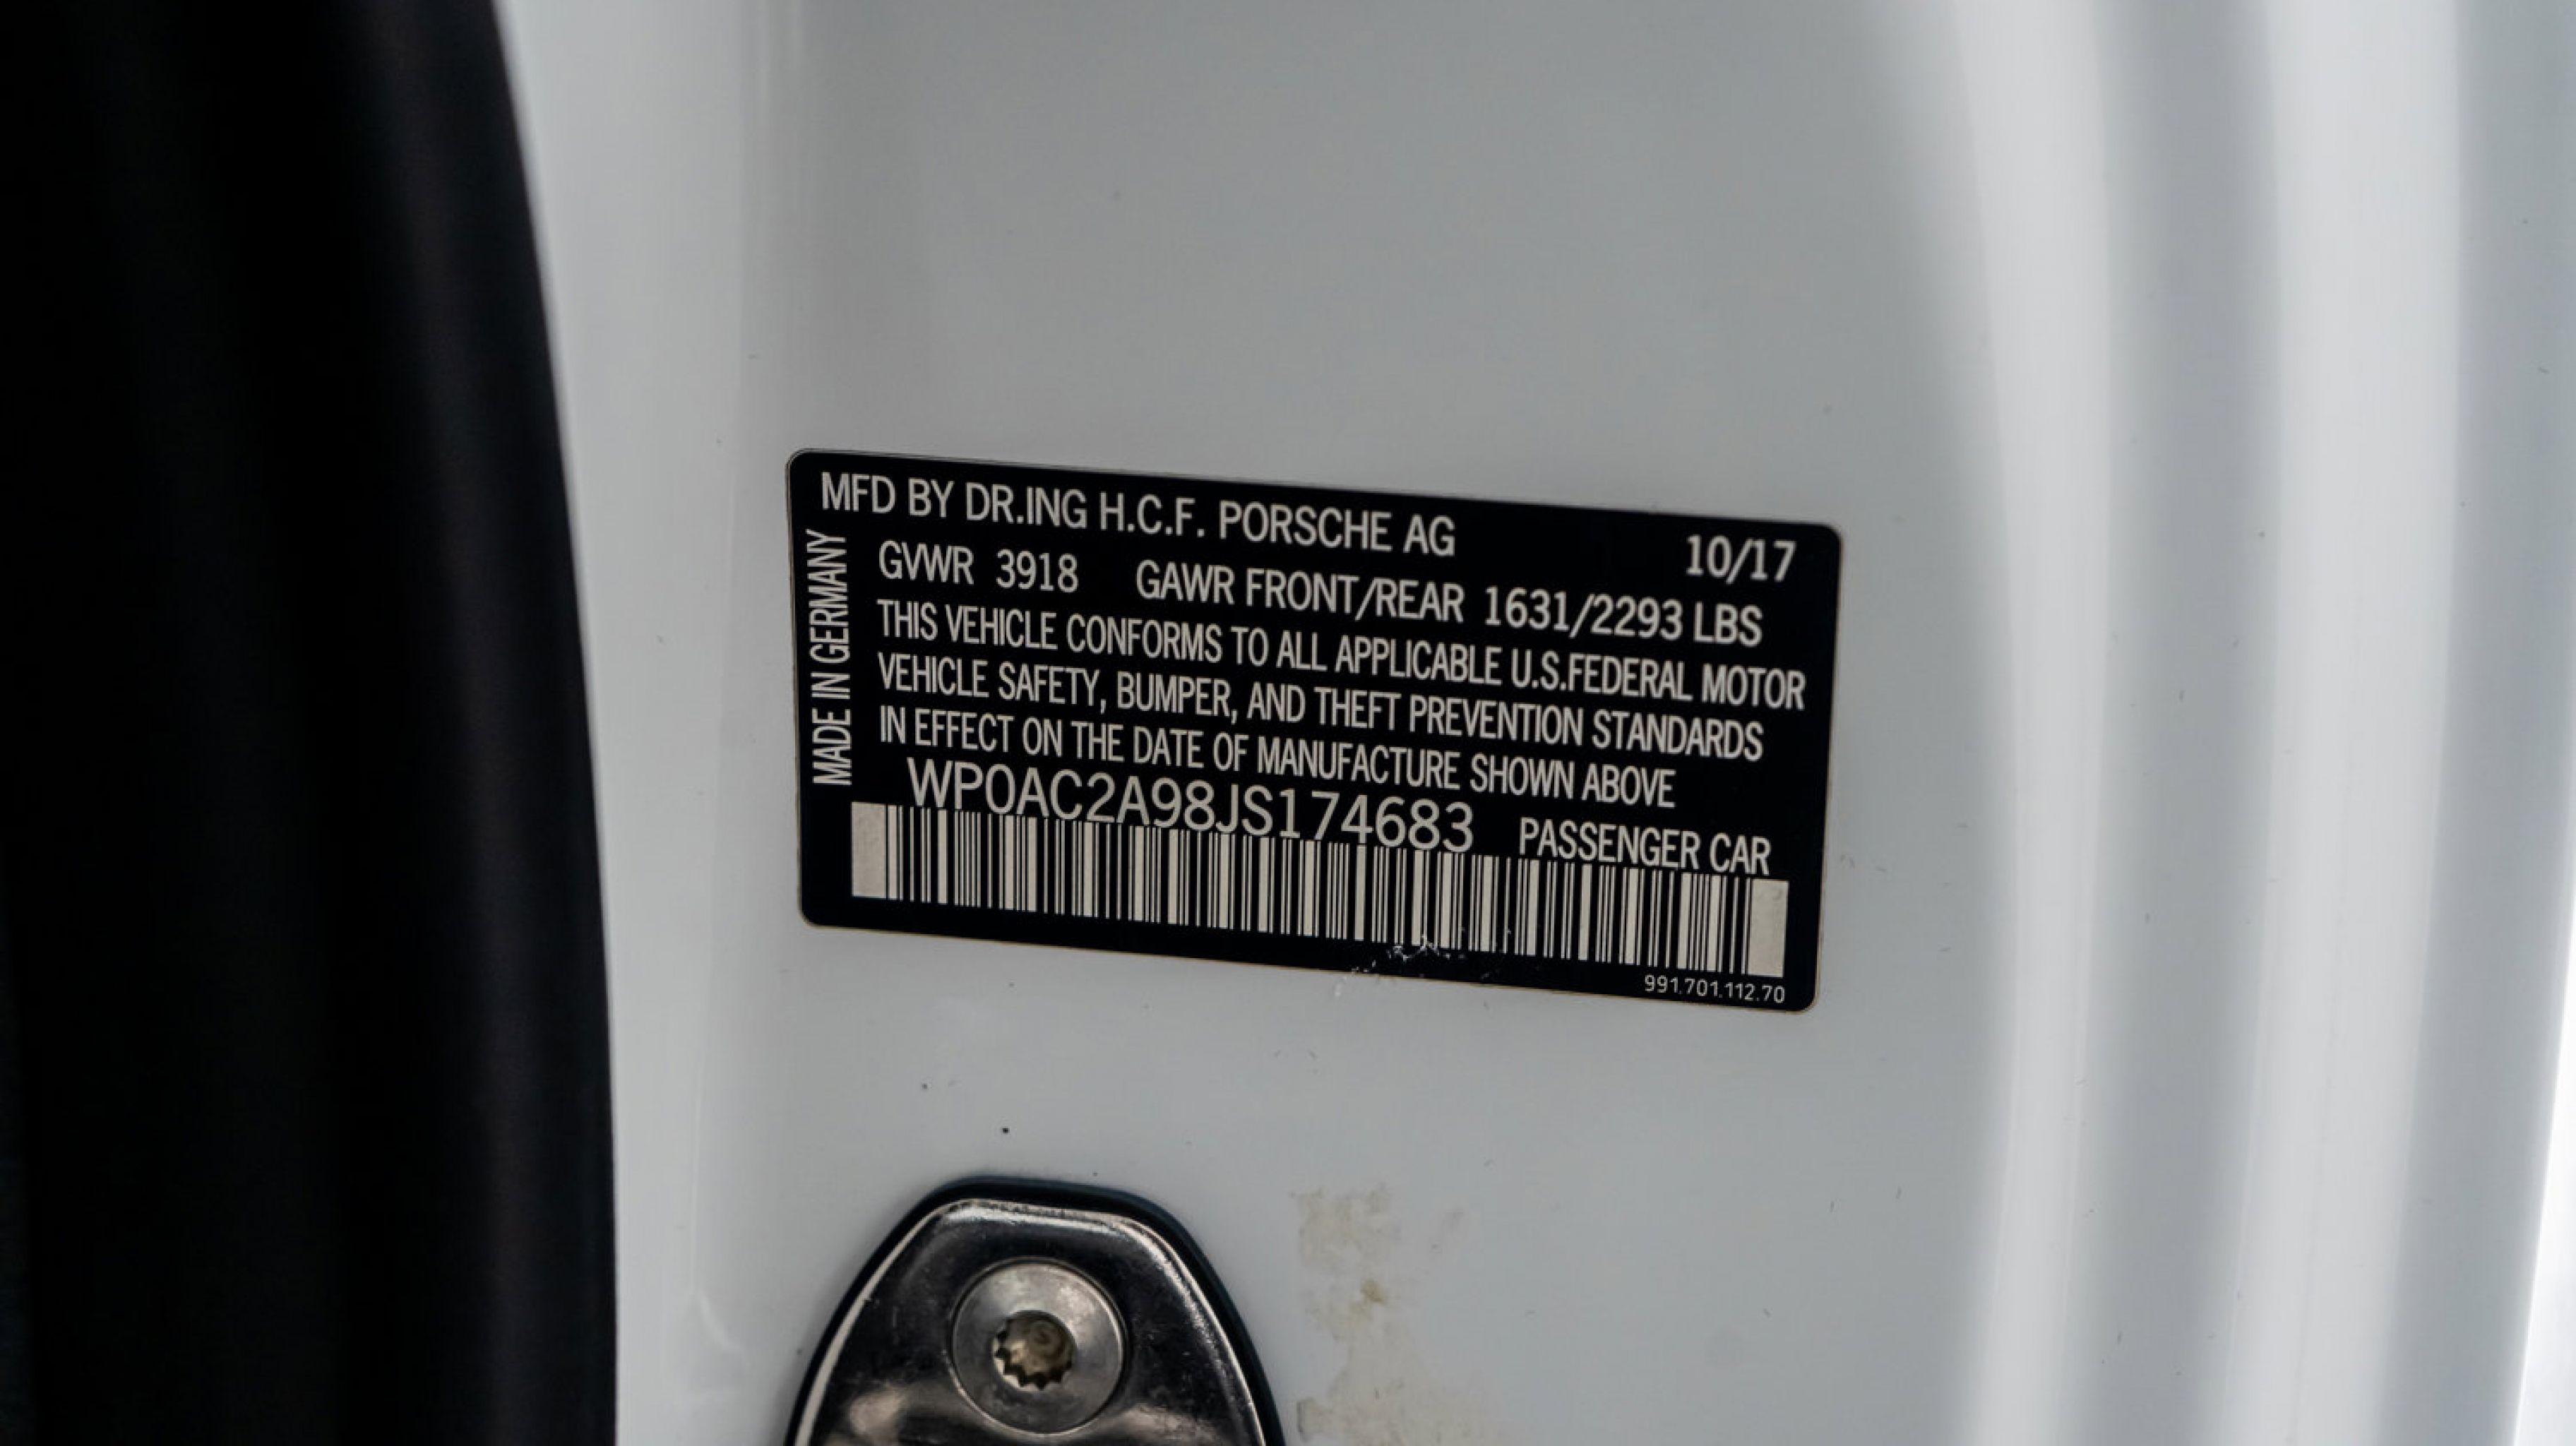 MFD BY DR.ING H.C.F. PORSCHE AG 10/17
GVWR 3918 GAWR FRONT/REAR 1631/2293 LBS
THIS VEHICLE CONFORMS TO ALL APPLICABLE U.S.FEDERAL MOTOR
VEHICLE SAFETY, BUMPER, AND THEFT PREVENTION STANDARDS
IN EFFECT ON THE DATE OF MANUFACTURE SHOWN ABOVE
WP0AC2A98JS174683 PASSENGER CAR
991.701.112.70
MADE IN GERMANY